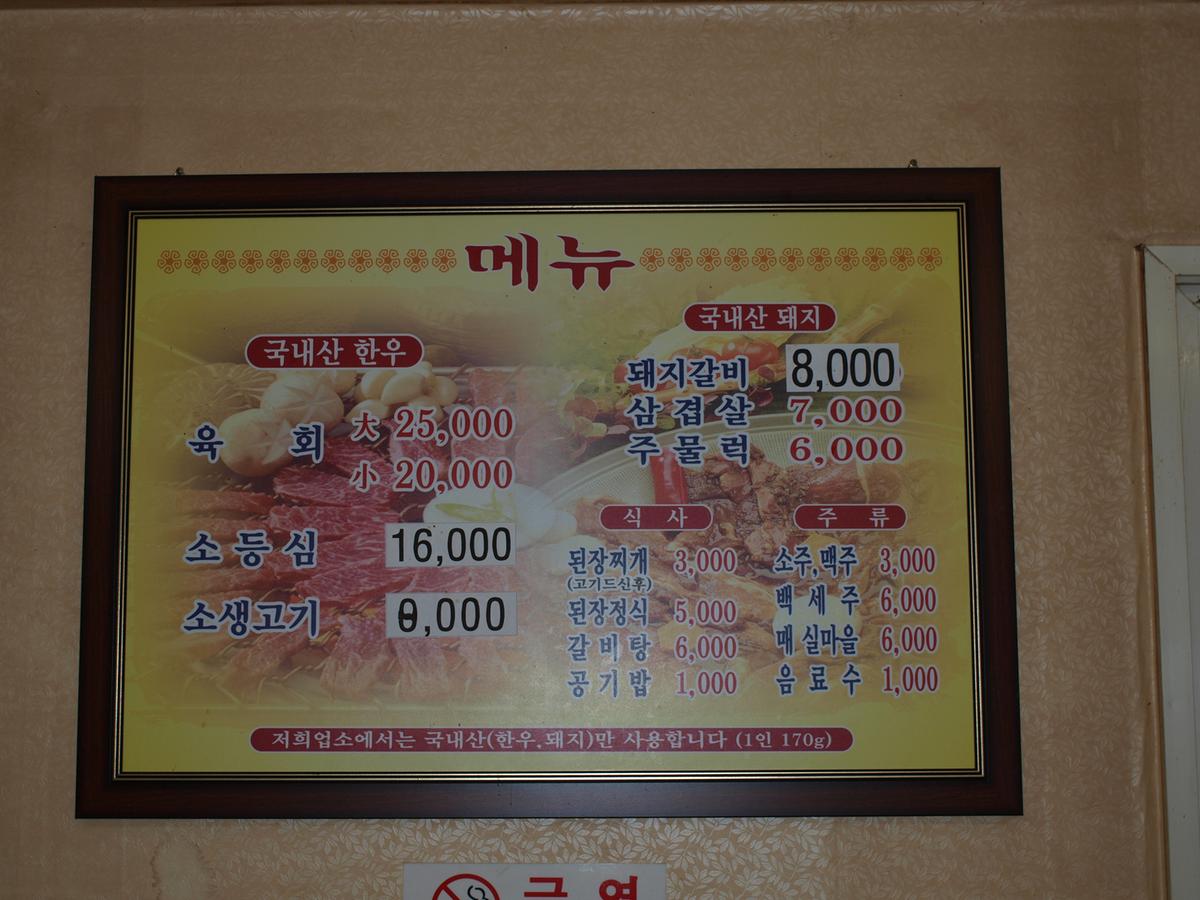 메뉴
국내산 한우
육 회 大 25,000
小 20,000
소등심 16,000
소생고기 0,000
국내산 돼지
돼지갈비 8,000
삼겹살 7,000
주물럭 6,000
식 사
된장찌개 3,000
(고기드신후)
된장정식 5,000
갈비탕 6,000
공기밥 1,000
주 류
소주,맥주 3,000
백세주 6,000
매실마을 6,000
음료수 1,000
저희업소에서는 국내산(한우,돼지)만 사용합니다 (1인 170g)
금 연